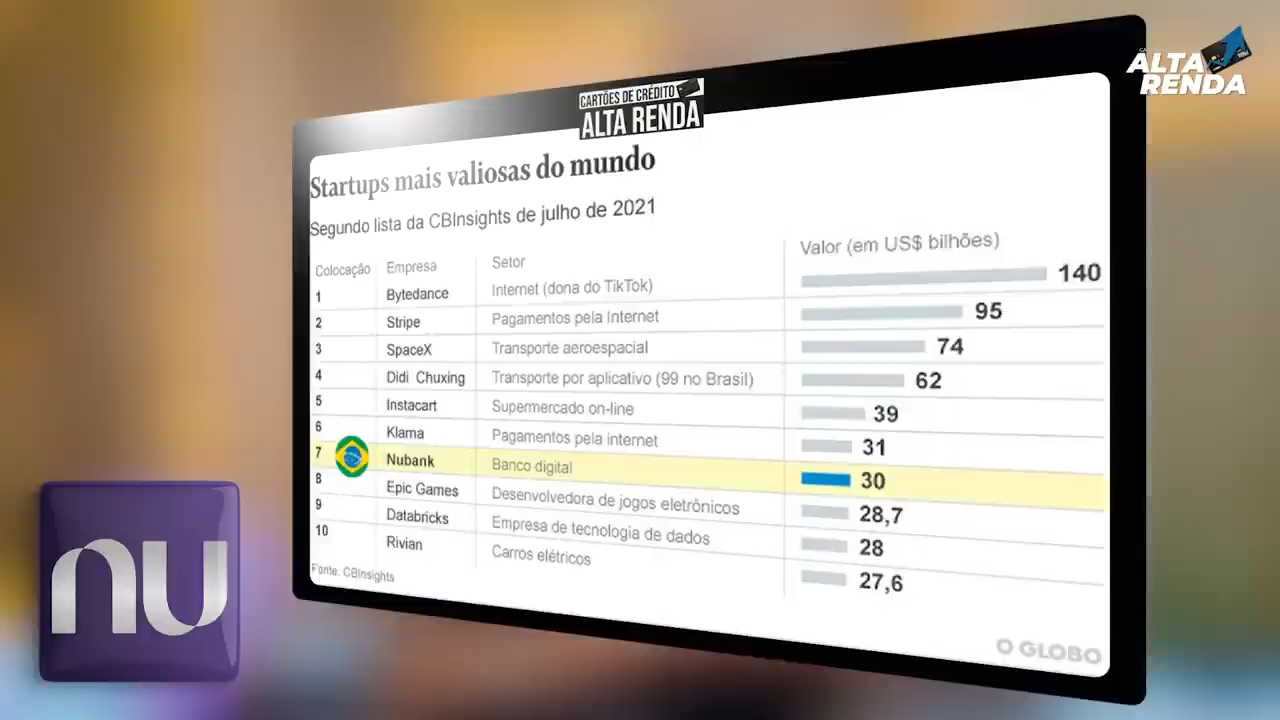 ALTA
RENDA
CARTÕES DE CRÉDITO
ALTA RENDA
Startups mais valiosas do mundo
Segundo lista da CBInsights de julho de 2021
Colocação Empresa Setor Valor (em US$ bilhões)
1 Bytedance Internet (dona do TikTok) 140
2 Stripe Pagamentos pela Internet 95
3 SpaceX Transporte aeroespacial 74
4 Didi Chuxing Transporte por aplicativo (99 no Brasil) 62
5 Instacart Supermercado on-line 39
6 Klarna Pagamentos pela internet 31
7 Nubank Banco digital 30
8 Epic Games Desenvolvedora de jogos eletrônicos 28,7
9 Databricks Empresa de tecnologia de dados 28
10 Rivian Carros elétricos 27,6
Fonte: CBInsights
O GLOBO
nu